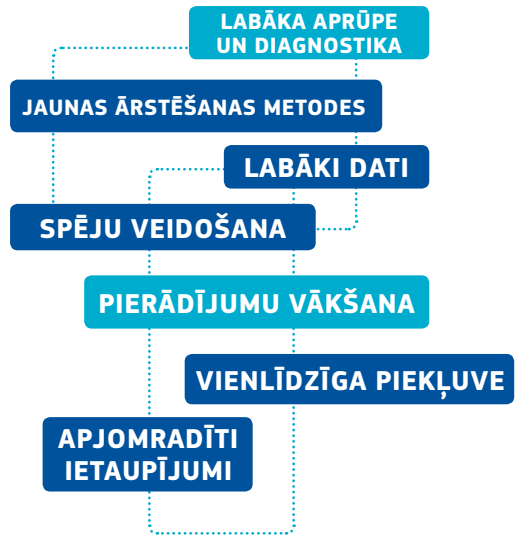 LABĀKA APRŪPE
UN DIAGNOSTIKA
JAUNAS ĀRSTĒŠANAS METODES
LABĀKI DATI
SPĒJU VEIDOŠANA
PIERĀDĪJUMU VĀKŠANA
VIENLĪDZĪGA PIEKĻUVE
APJOMRADĪTI
IETAUPĪJUMI